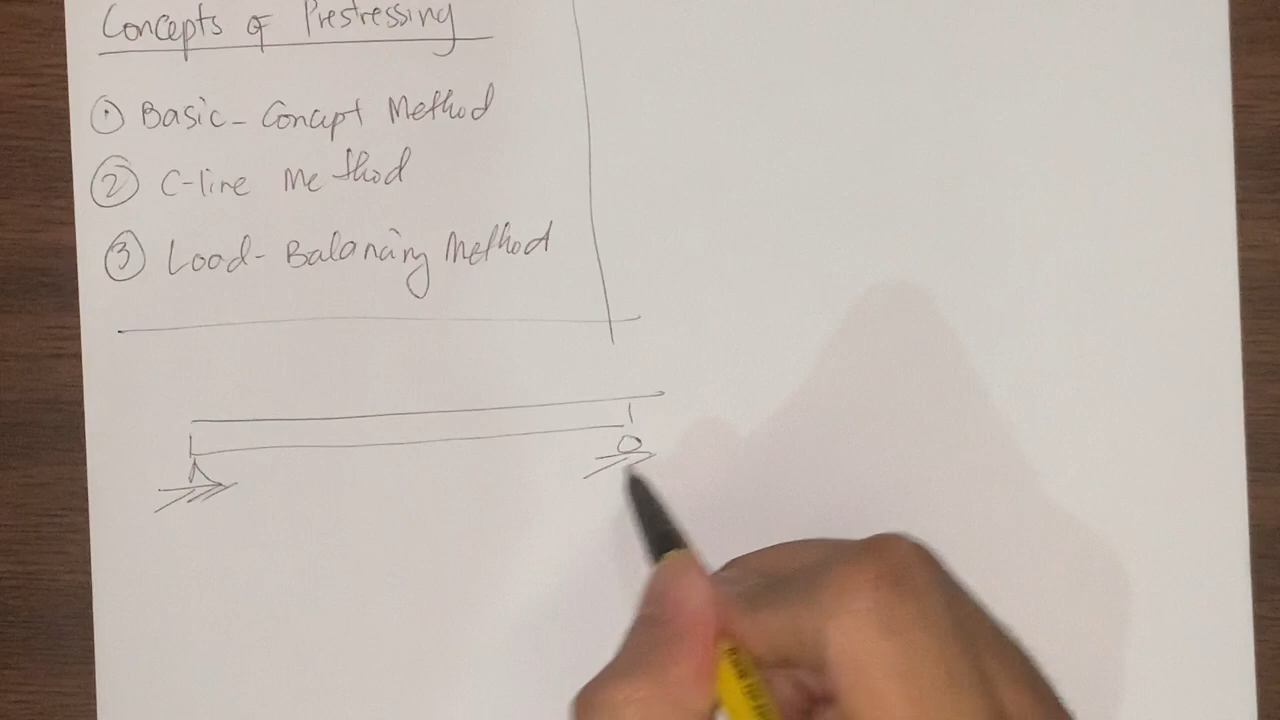 Concepts of Prestressing
① Basic-Concept Method
② C-line Method
③ Load-Balancing Method